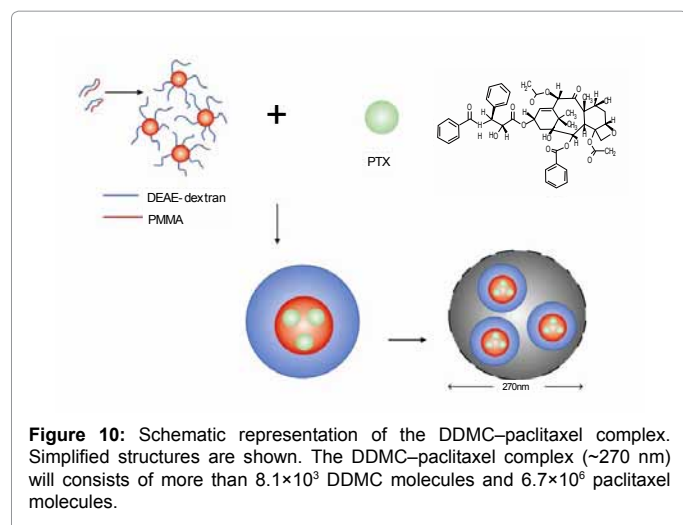 +
PTX
DEAE-dextran
PMMA
270nm
Figure 10: Schematic representation of the DDMC–paclitaxel complex.
Simplified structures are shown. The DDMC–paclitaxel complex (~270 nm)
will consists of more than 8.1×10³ DDMC molecules and 6.7×10⁶ paclitaxel
molecules.